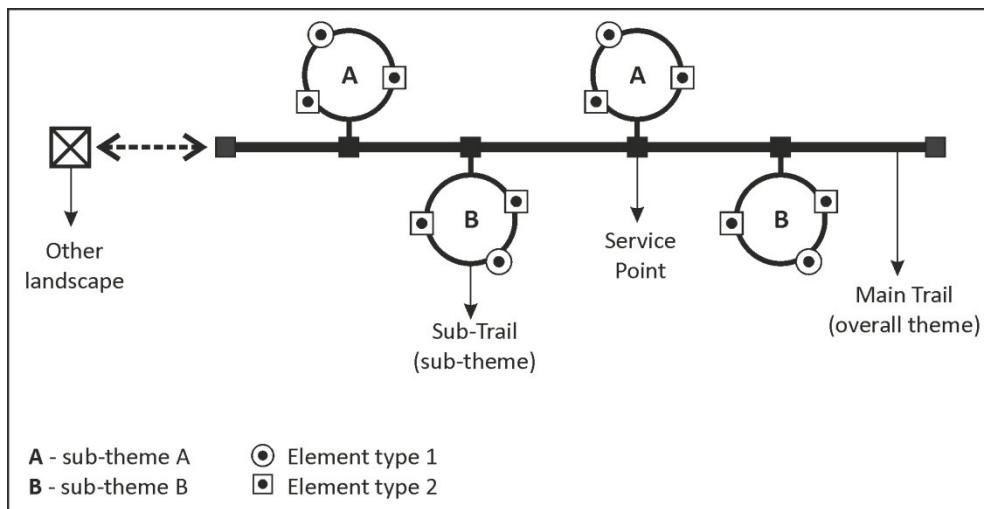 A
A
B
B
Other
landscape
Service
Point
Sub-Trail
(sub-theme)
Main Trail
(overall theme)
A - sub-theme A
B - sub-theme B
Element type 1
Element type 2